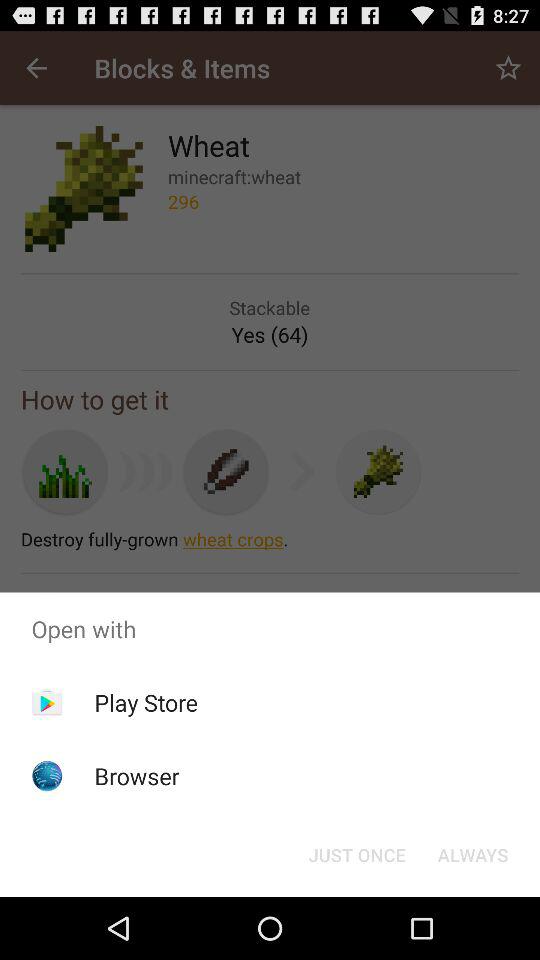 8:27
Blocks & Items
Wheat
minecraft:wheat
296
Stackable
Yes (64)
How to get it
Destroy fully-grown wheat crops.
Open with
Play Store
Browser
JUST ONCE ALWAYS